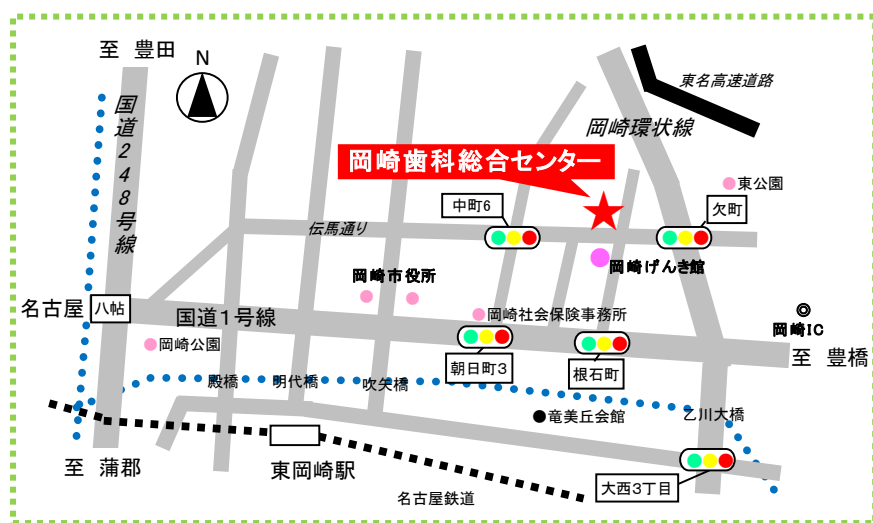 至 豊田
N
東名高速道路
国道248号線
岡崎環状線
岡崎歯科総合センター
東公園
中町6
欠町
伝馬通り
岡崎市役所
岡崎げんき館
名古屋
八帖
国道1号線
岡崎社会保険事務所
岡崎IC
岡崎公園
至 豊橋
朝日町3
根石町
殿橋
明代橋
吹矢橋
竜美丘会館
乙川大橋
至 蒲郡
東岡崎駅
大西3丁目
名古屋鉄道